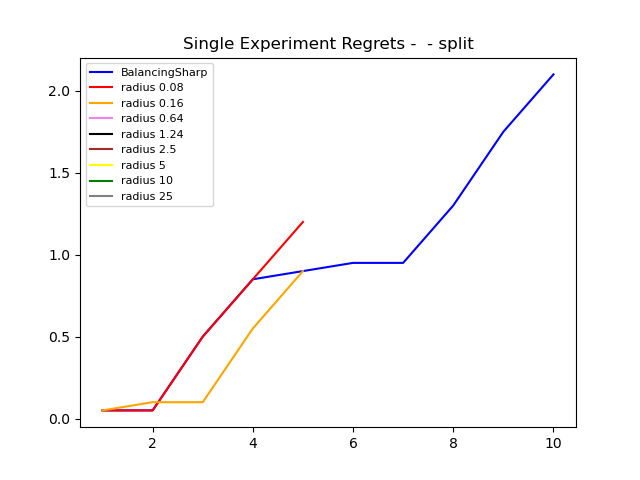 Single Experiment Regrets -  - split
BalancingSharp
radius 0.08
radius 0.16
radius 0.64
radius 1.24
radius 2.5
radius 5
radius 10
radius 25
2.0
1.5
1.0
0.5
0.0
2 4 6 8 10